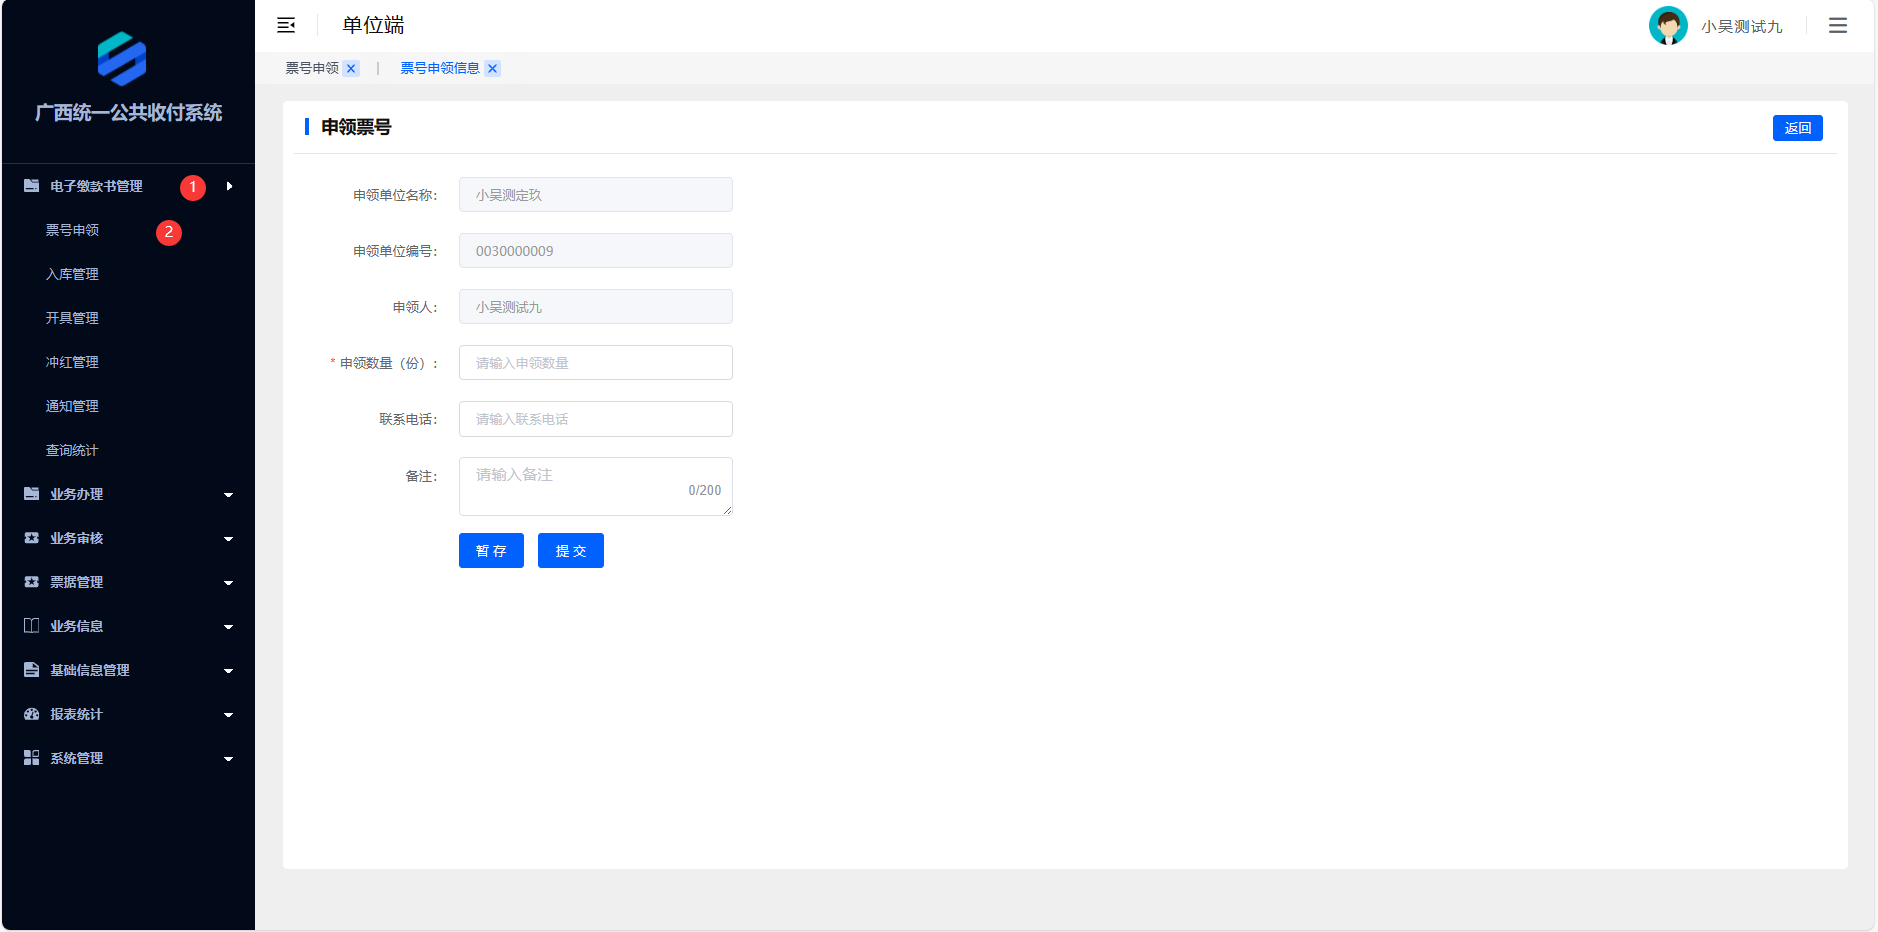 单位端
小吴测试九
广西统一公共收付系统
票号申领 | 票号申领信息
电子缴款书管理 1
票号申领 2
入库管理
开具管理
冲红管理
通知管理
查询统计
业务办理
业务审核
票据管理
业务信息
基础信息管理
报表统计
系统管理
申领票号
返回
申领单位名称: 小吴测定玖
申领单位编号: 0030000009
申领人: 小吴测试九
* 申领数量（份）: 请输入申领数量
联系电话: 请输入联系电话
备注: 请输入备注
0/200
暂 存 提 交